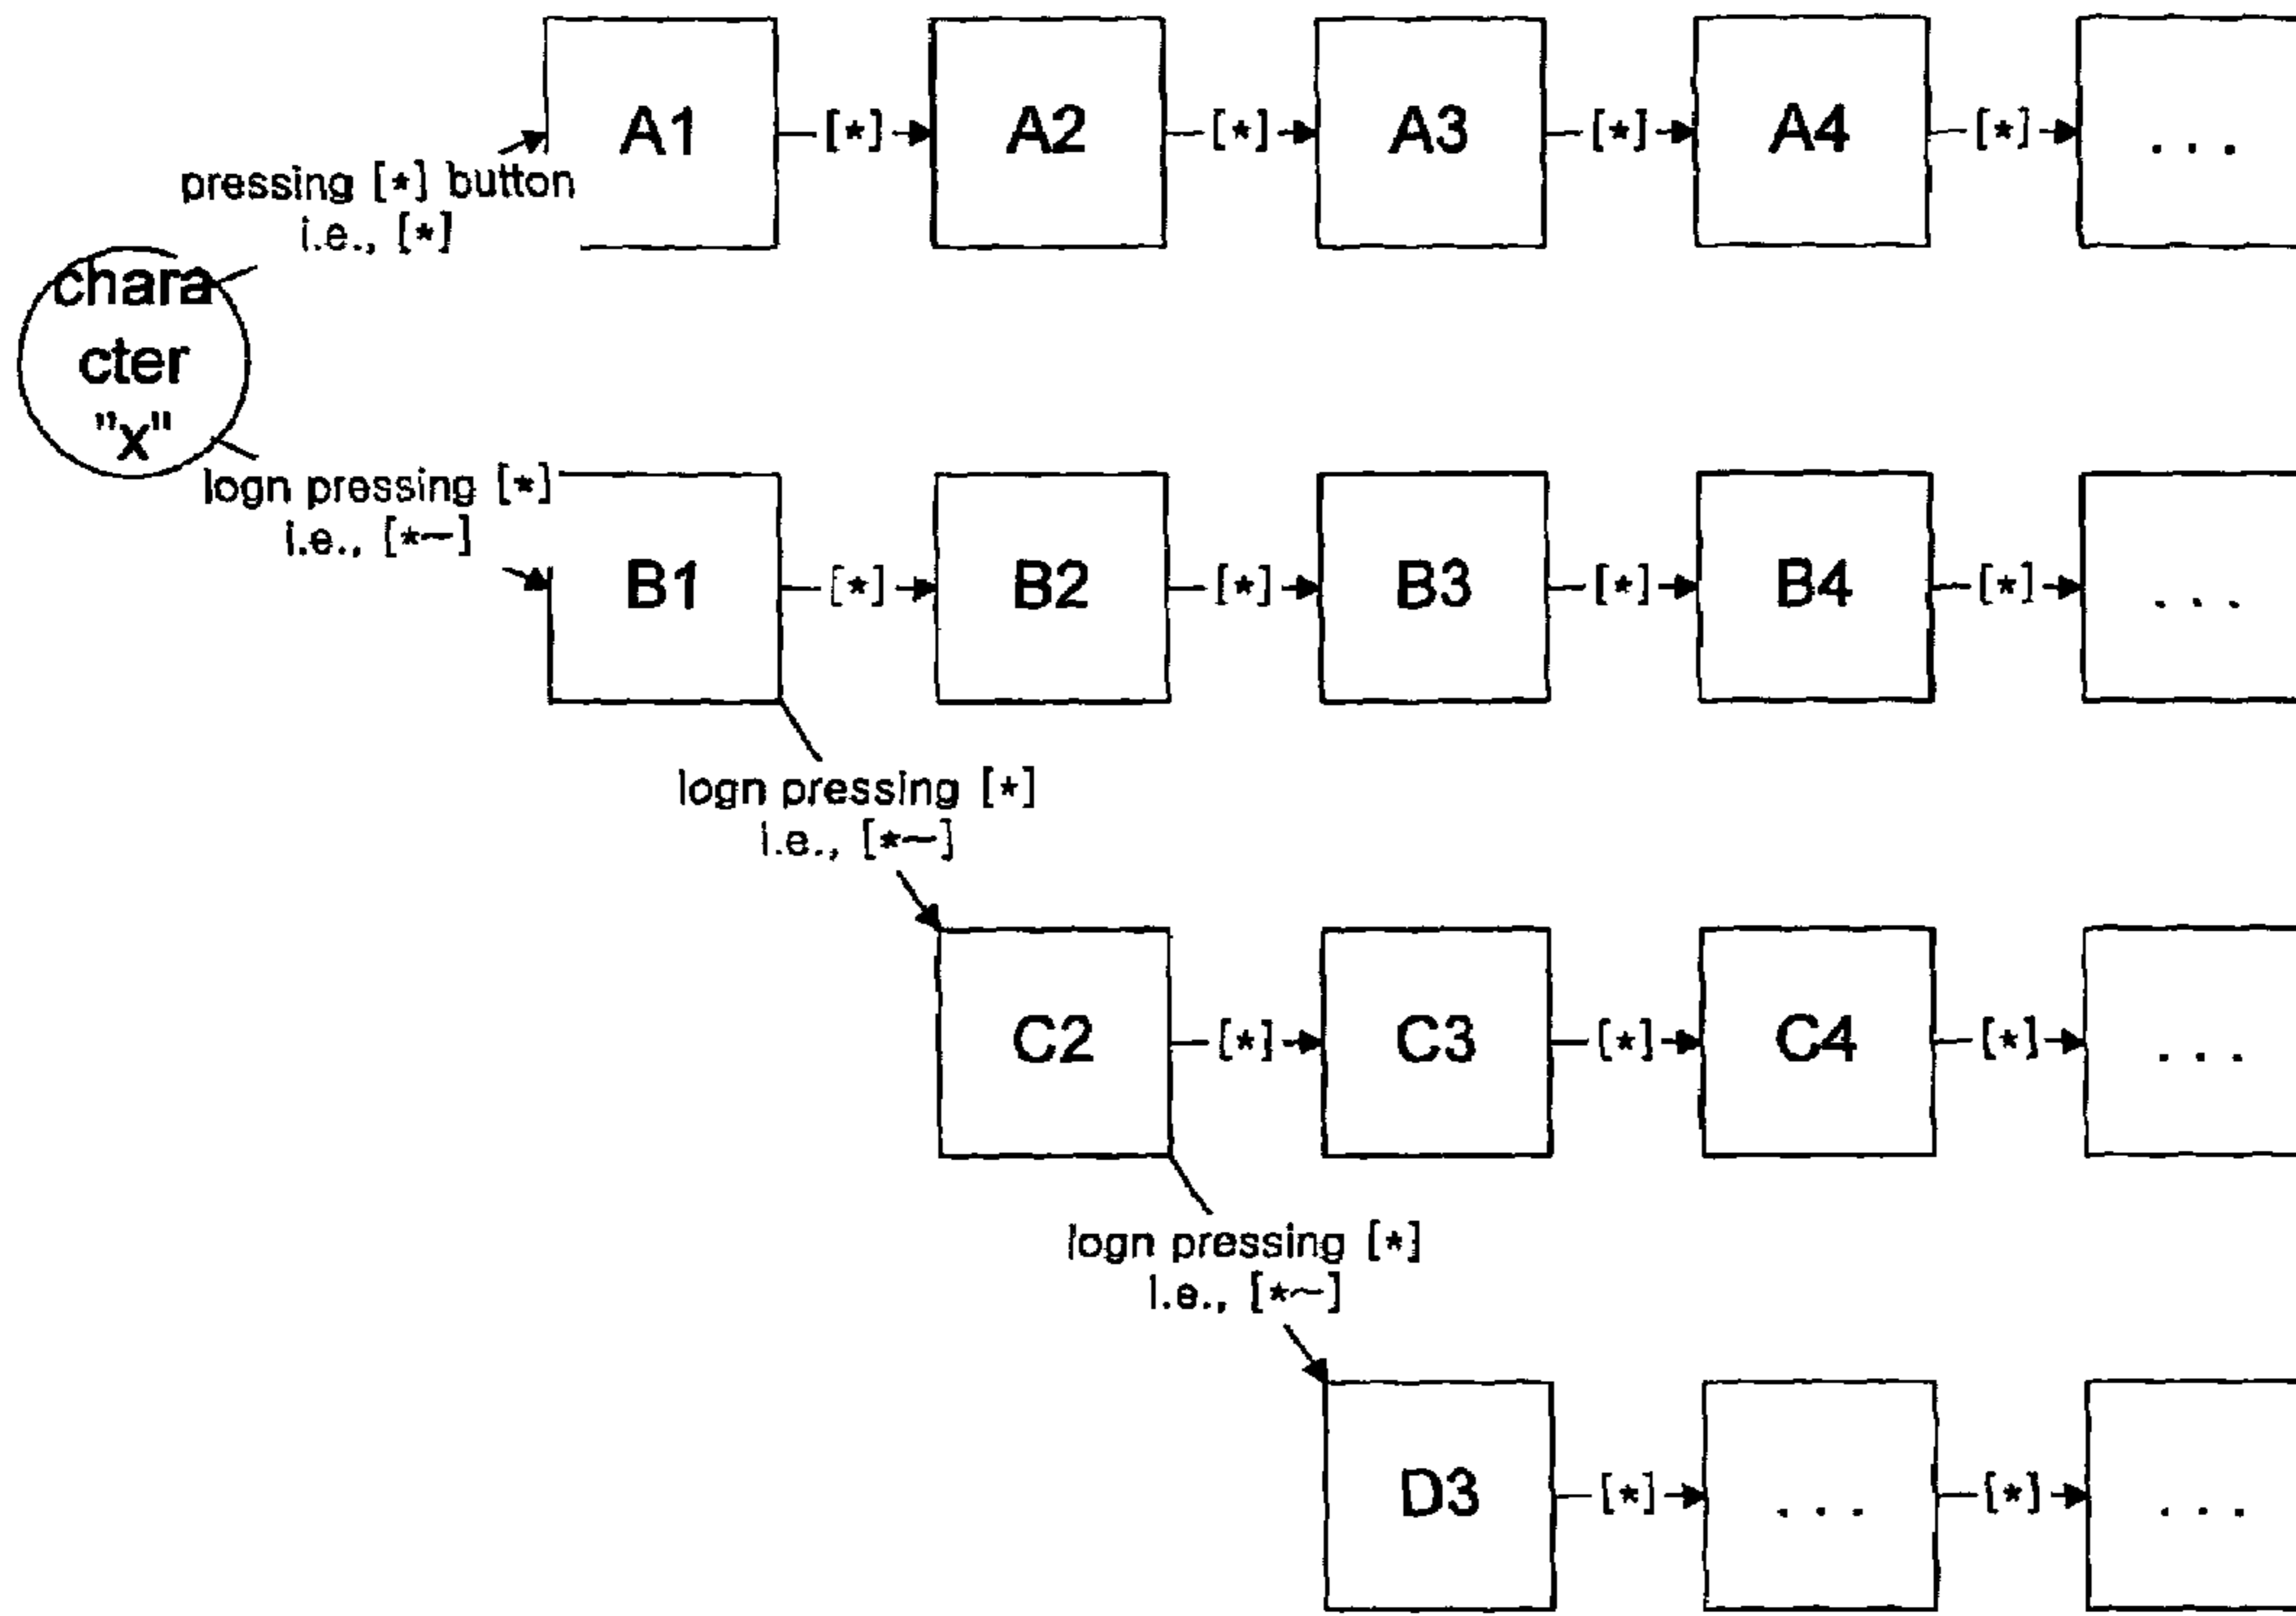 A1 [*] A2 [*] A3 [*] A4 [*] ...
pressing [*] button
i.e., [*]
chara
cter
"x"
logn pressing [*]
i.e., [*~]
B1 [*] B2 [*] B3 [*] B4 [*] ...
logn pressing [*]
i.e., [*~]
C2 [*] C3 [*] C4 [*] ...
logn pressing [*]
i.e., [*~]
D3 [*] ... [*] ...